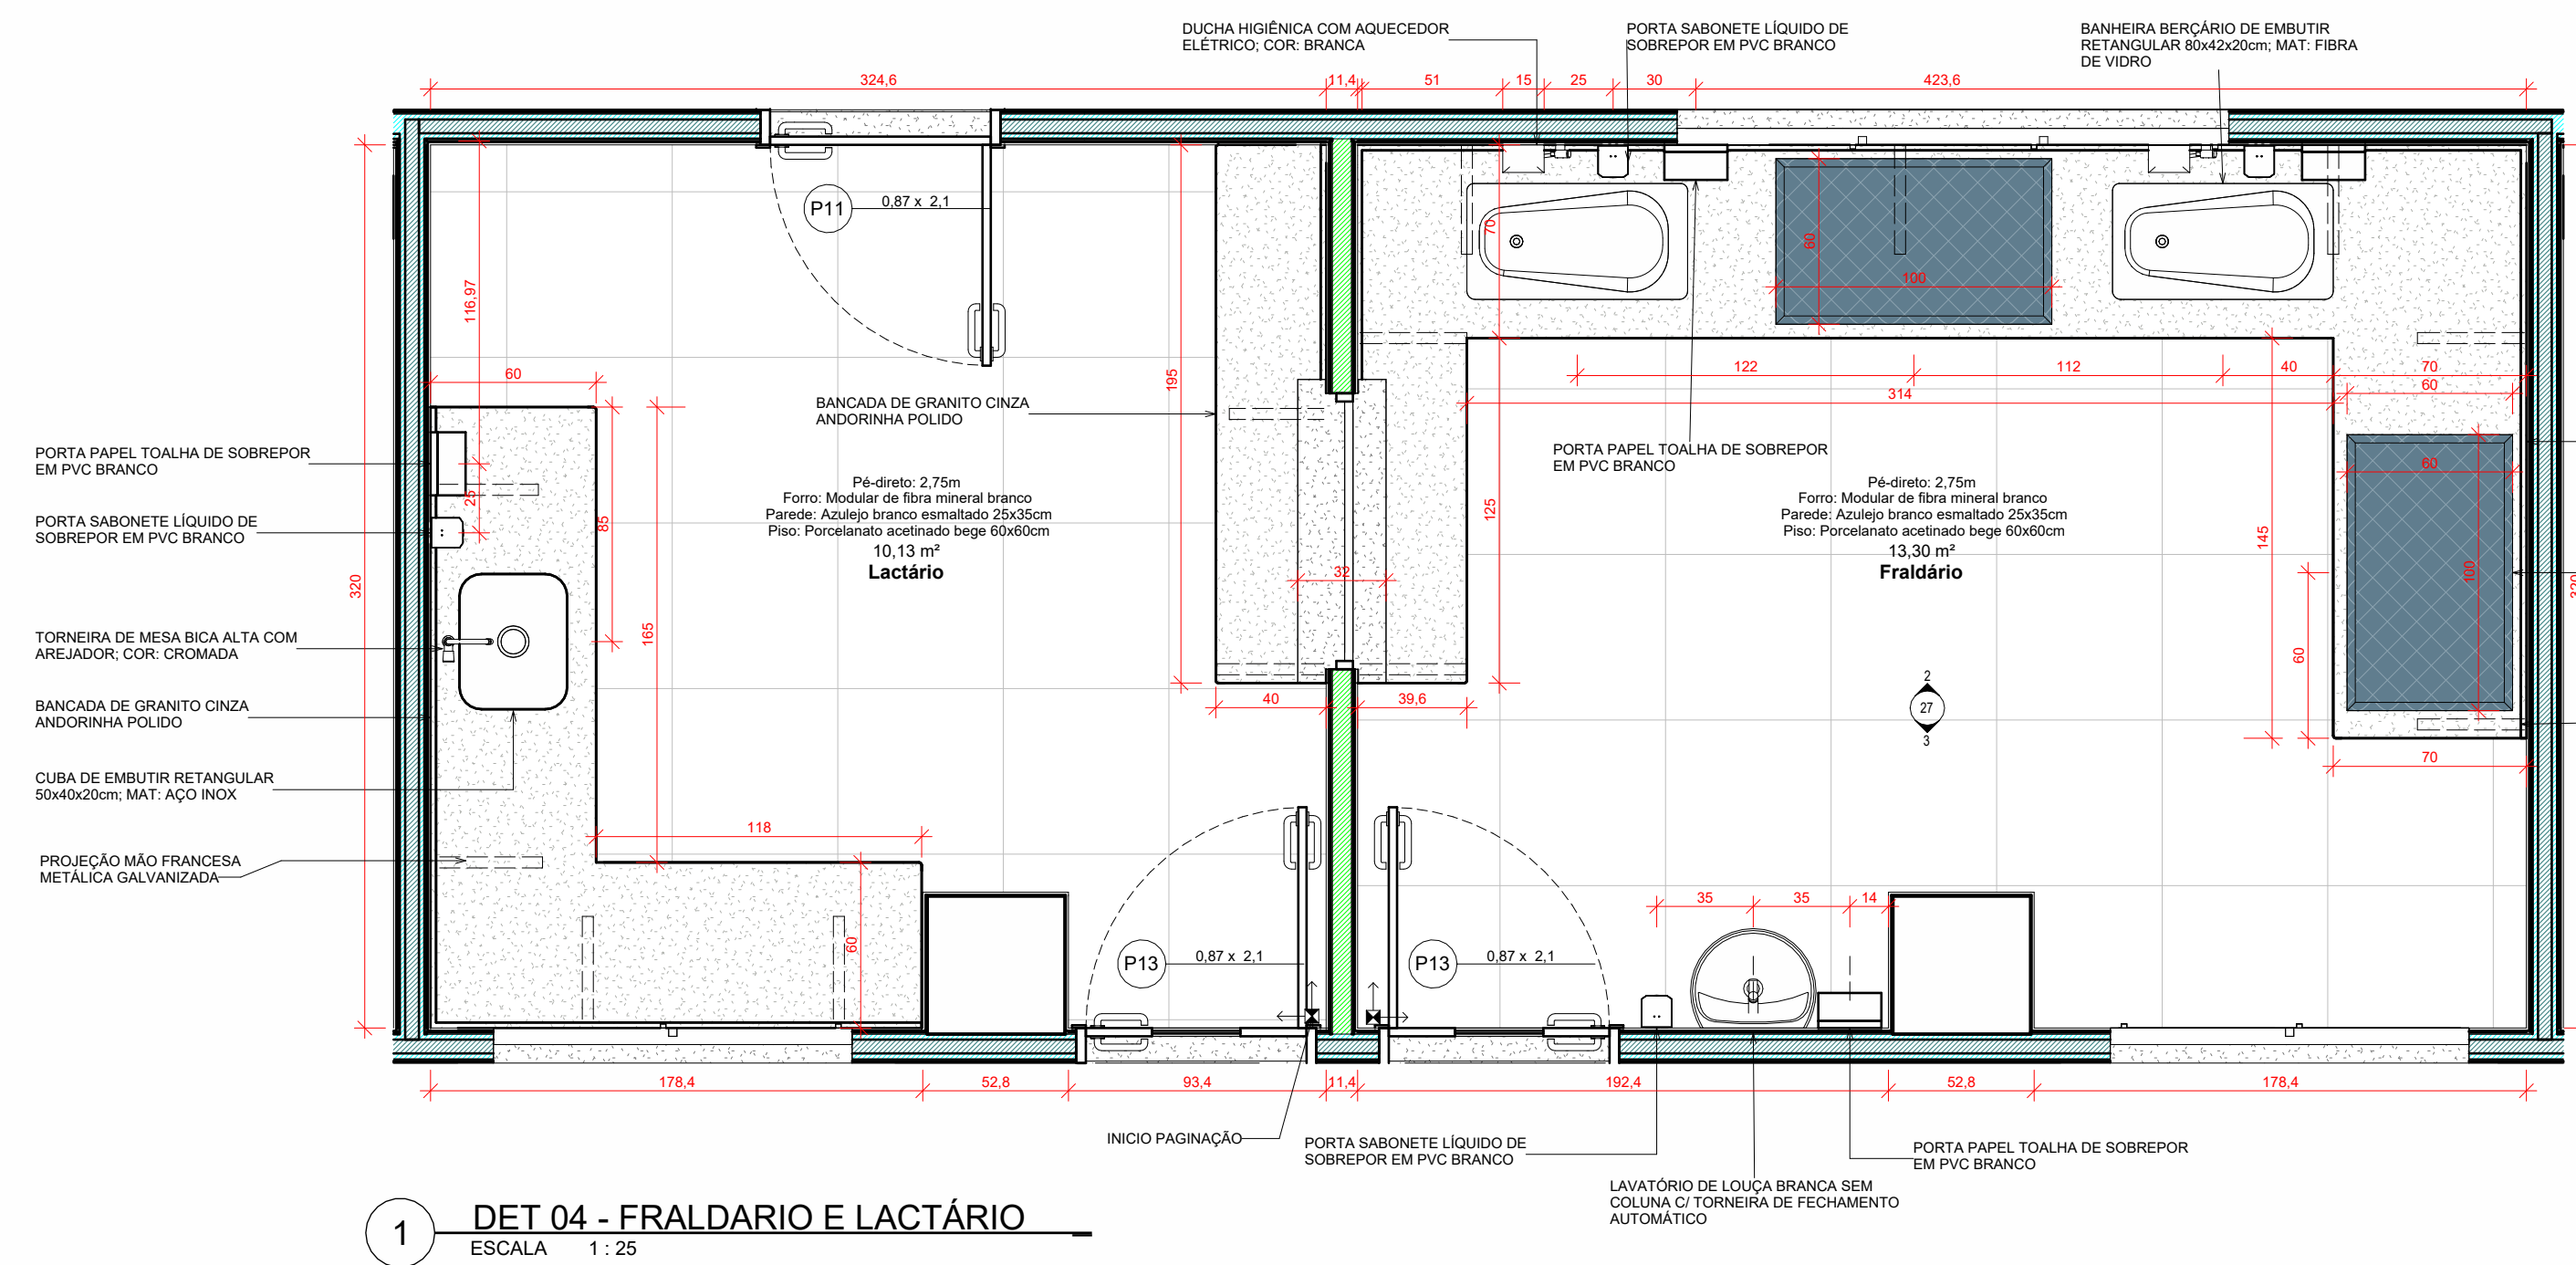 DUCHA HIGIÊNICA COM AQUECEDOR
ELÉTRICO; COR: BRANCA
PORTA SABONETE LÍQUIDO DE
SOBREPOR EM PVC BRANCO
BANHEIRA BERÇÁRIO DE EMBUTIR
RETANGULAR 80x42x20cm; MAT: FIBRA
DE VIDRO
324,6
11,4
51
15
25
30
423,6
P11
0,87 x 2,1
116,97
70
60
100
60
195
122
112
40
70
60
314
BANCADA DE GRANITO CINZA
ANDORINHA POLIDO
PORTA PAPEL TOALHA DE SOBREPOR
EM PVC BRANCO
PORTA PAPEL TOALHA DE SOBREPOR
EM PVC BRANCO
25
85
Pé-direto: 2,75m
Forro: Modular de fibra mineral branco
Parede: Azulejo branco esmaltado 25x35cm
Piso: Porcelanato acetinado bege 60x60cm
10,13 m²
Lactário
125
Pé-direto: 2,75m
Forro: Modular de fibra mineral branco
Parede: Azulejo branco esmaltado 25x35cm
Piso: Porcelanato acetinado bege 60x60cm
13,30 m²
Fraldário
145
60
100
PORTA SABONETE LÍQUIDO DE
SOBREPOR EM PVC BRANCO
320
32
320
165
60
TORNEIRA DE MESA BICA ALTA COM
AREJADOR; COR: CROMADA
BANCADA DE GRANITO CINZA
ANDORINHA POLIDO
40
39,6
2
27
3
70
CUBA DE EMBUTIR RETANGULAR
50x40x20cm; MAT: AÇO INOX
118
PROJEÇÃO MÃO FRANCESA
METÁLICA GALVANIZADA
60
P13
0,87 x 2,1
P13
0,87 x 2,1
35
35
14
178,4
52,8
93,4
11,4
192,4
52,8
178,4
INICIO PAGINAÇÃO
PORTA SABONETE LÍQUIDO DE
SOBREPOR EM PVC BRANCO
PORTA PAPEL TOALHA DE SOBREPOR
EM PVC BRANCO
LAVATÓRIO DE LOUÇA BRANCA SEM
COLUNA C/ TORNEIRA DE FECHAMENTO
AUTOMÁTICO
1
DET 04 - FRALDARIO E LACTÁRIO
ESCALA 1 : 25